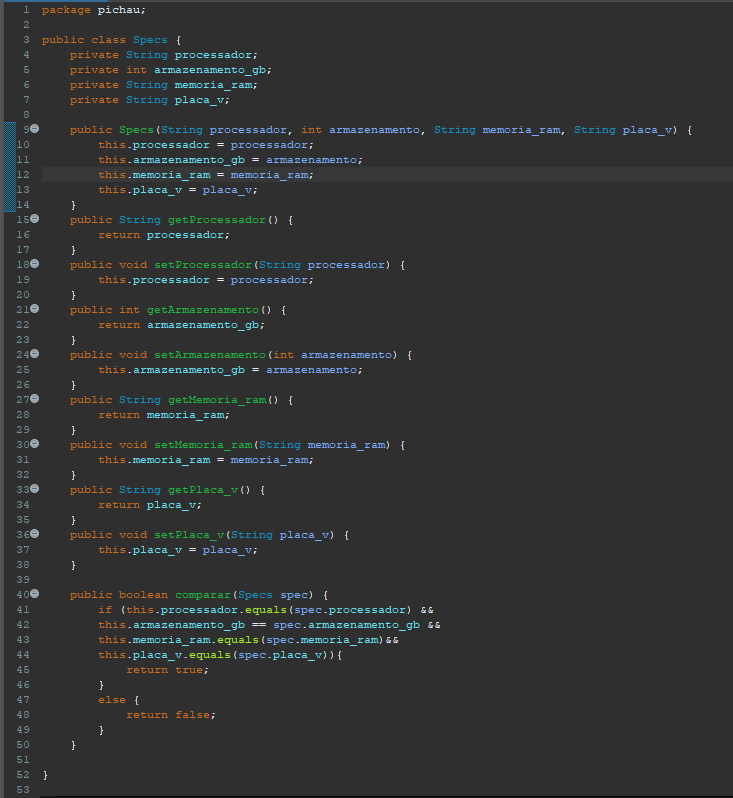 1 package pichau;
2
3 public class Specs {
4     private String processador;
5     private int armazenamento_gb;
6     private String memoria_ram;
7     private String placa_v;
8
9     public Specs(String processador, int armazenamento, String memoria_ram, String placa_v) {
10         this.processador = processador;
11         this.armazenamento_gb = armazenamento;
12         this.memoria_ram = memoria_ram;
13         this.placa_v = placa_v;
14     }
15     public String getProcessador() {
16         return processador;
17     }
18     public void setProcessador(String processador) {
19         this.processador = processador;
20     }
21     public int getArmazenamento() {
22         return armazenamento_gb;
23     }
24     public void setArmazenamento(int armazenamento) {
25         this.armazenamento_gb = armazenamento;
26     }
27     public String getMemoria_ram() {
28         return memoria_ram;
29     }
30     public void setMemoria_ram(String memoria_ram) {
31         this.memoria_ram = memoria_ram;
32     }
33     public String getPlaca_v() {
34         return placa_v;
35     }
36     public void setPlaca_v(String placa_v) {
37         this.placa_v = placa_v;
38     }
39
40     public boolean comparar(Specs spec) {
41         if (this.processador.equals(spec.processador) &&
42         this.armazenamento_gb == spec.armazenamento_gb &&
43         this.memoria_ram.equals(spec.memoria_ram)&&
44         this.placa_v.equals(spec.placa_v)){
45             return true;
46         }
47         else {
48             return false;
49         }
50     }
51
52 }
53